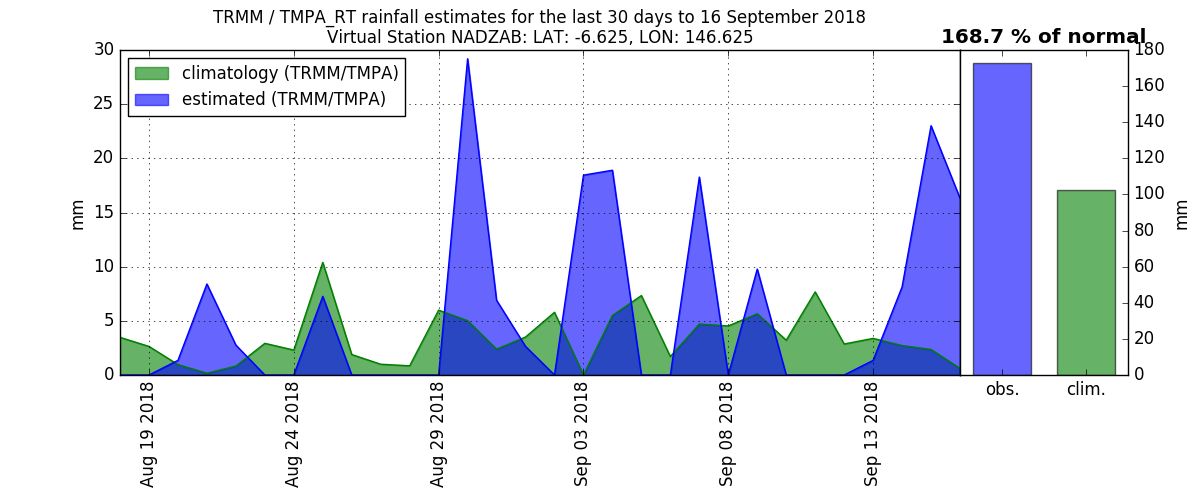 TRMM / TMPA_RT rainfall estimates for the last 30 days to 16 September 2018
Virtual Station NADZAB: LAT: -6.625, LON: 146.625
168.7 % of normal
climatology (TRMM/TMPA)
estimated (TRMM/TMPA)
30
25
20
15
10
5
0
mm
Aug 19 2018
Aug 24 2018
Aug 29 2018
Sep 03 2018
Sep 08 2018
Sep 13 2018
obs.
clim.
180
160
140
120
100
80
60
40
20
0
mm